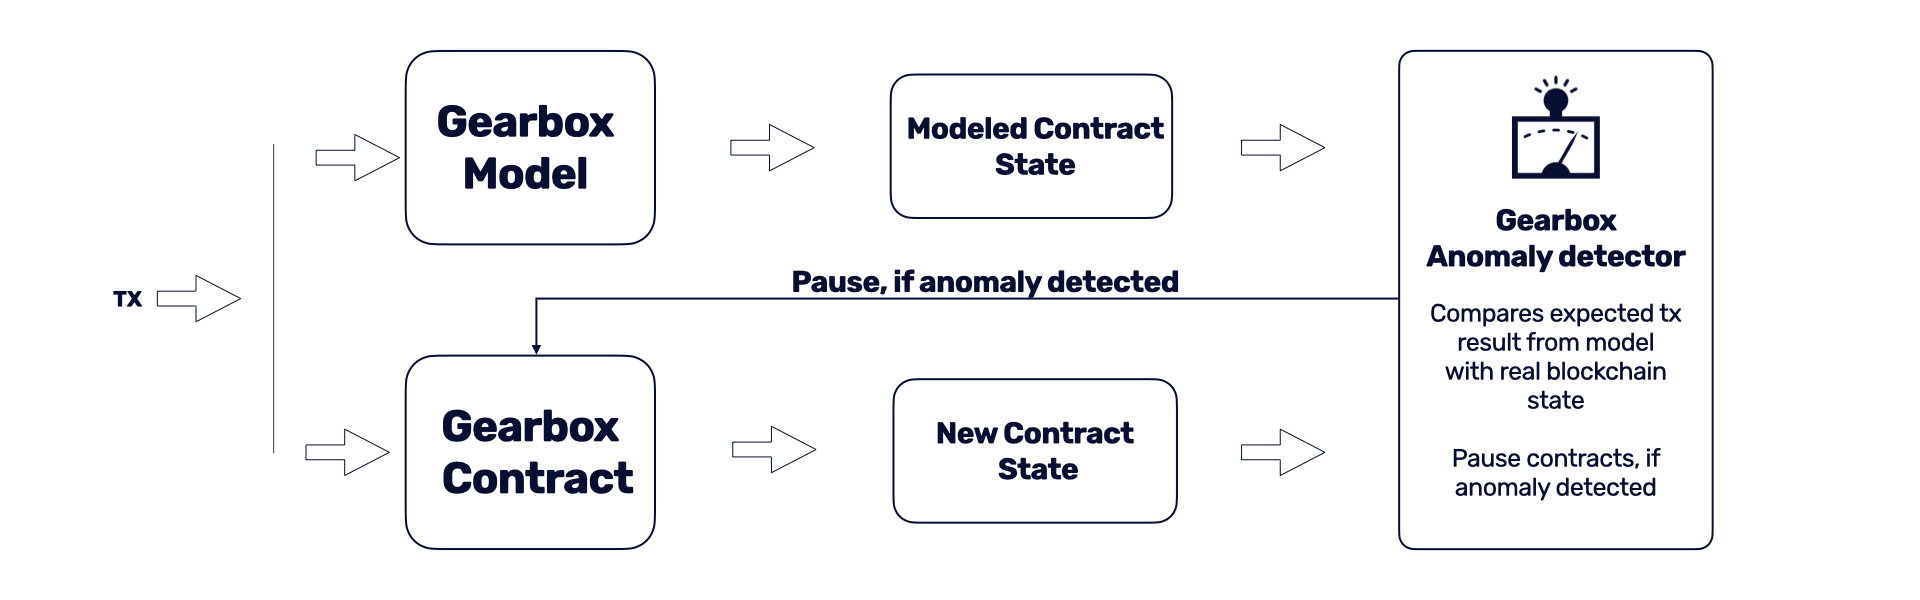 Gearbox
Model
Modeled Contract
State
Gearbox
Anomaly detector
Compares expected tx
result from model
with real blockchain
state
Pause contracts, if
anomaly detected
Pause, if anomaly detected
TX
Gearbox
Contract
New Contract
State